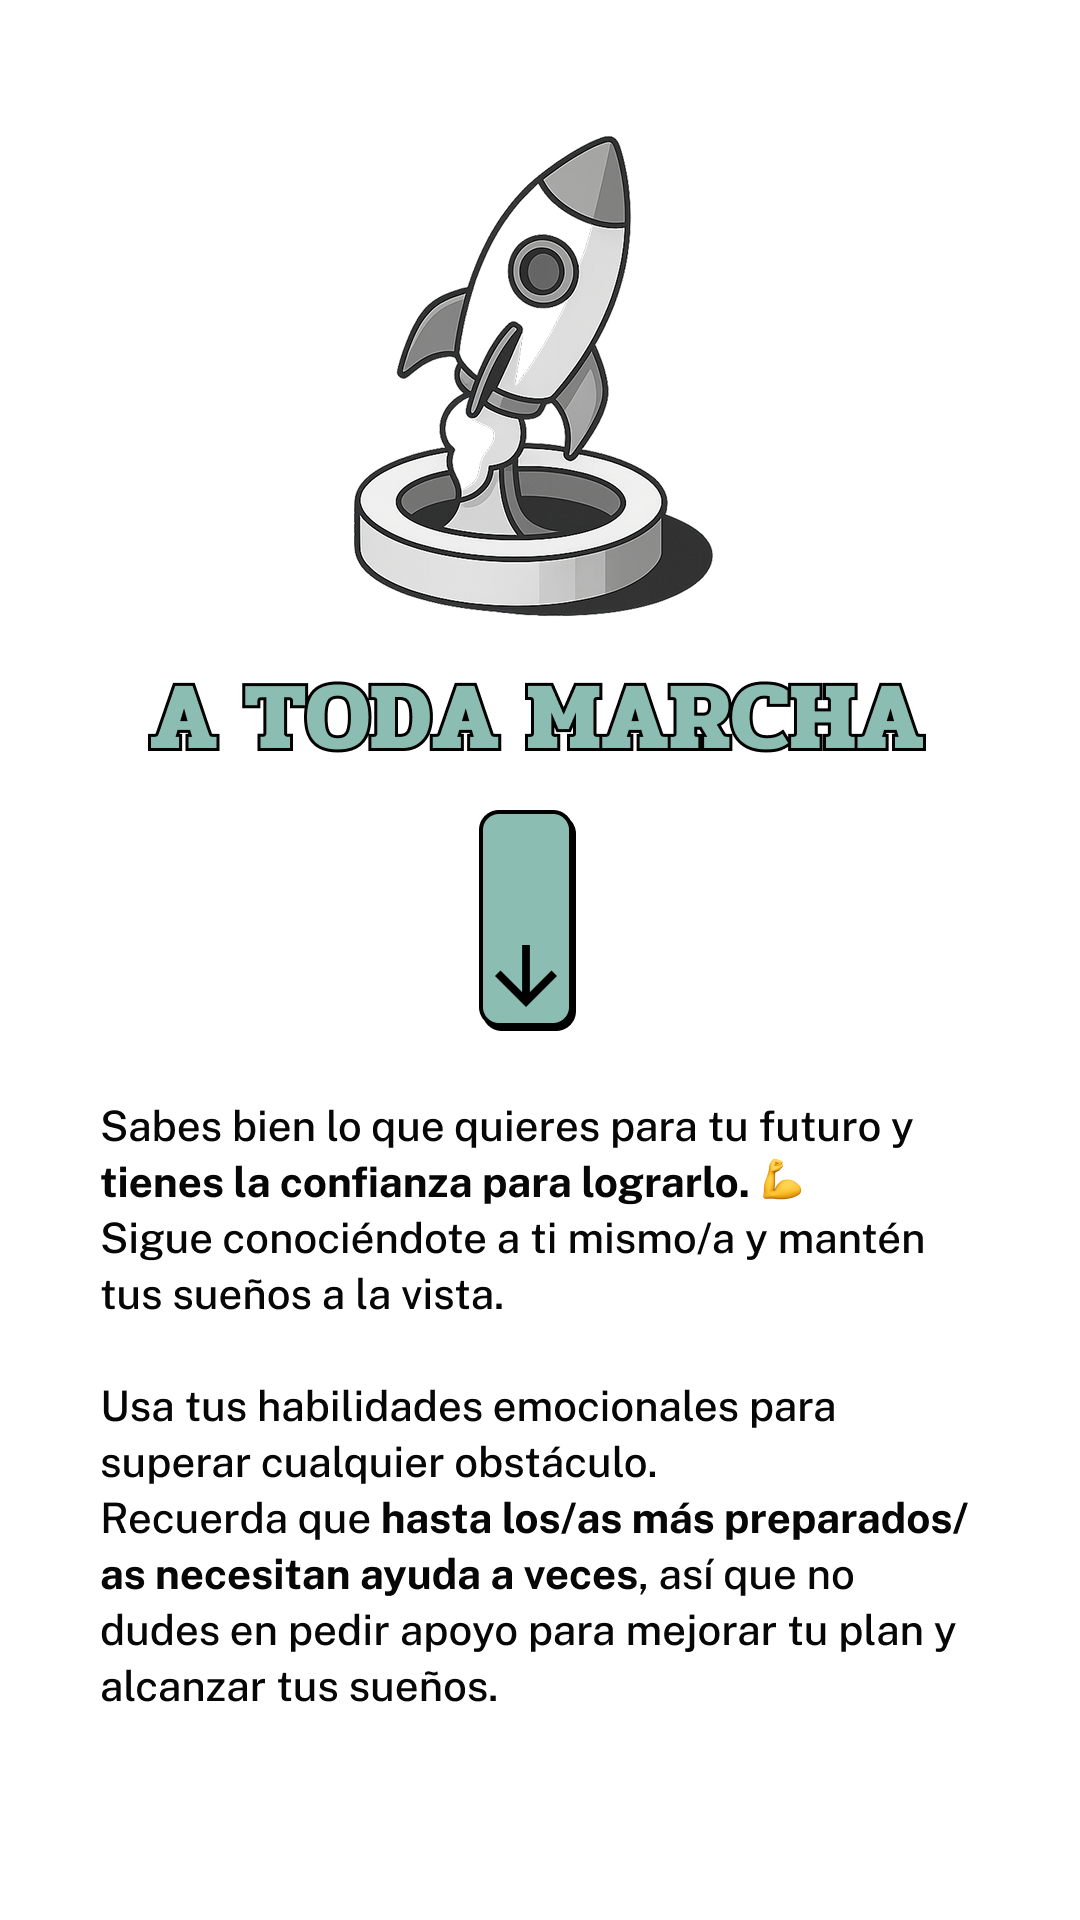 A TODA MARCHA
Sabes bien lo que quieres para tu futuro y
tienes la confianza para lograrlo. 💪
Sigue conociéndote a ti mismo/a y mantén
tus sueños a la vista.
Usa tus habilidades emocionales para
superar cualquier obstáculo.
Recuerda que hasta los/as más preparados/
as necesitan ayuda a veces, así que no
dudes en pedir apoyo para mejorar tu plan y
alcanzar tus sueños.